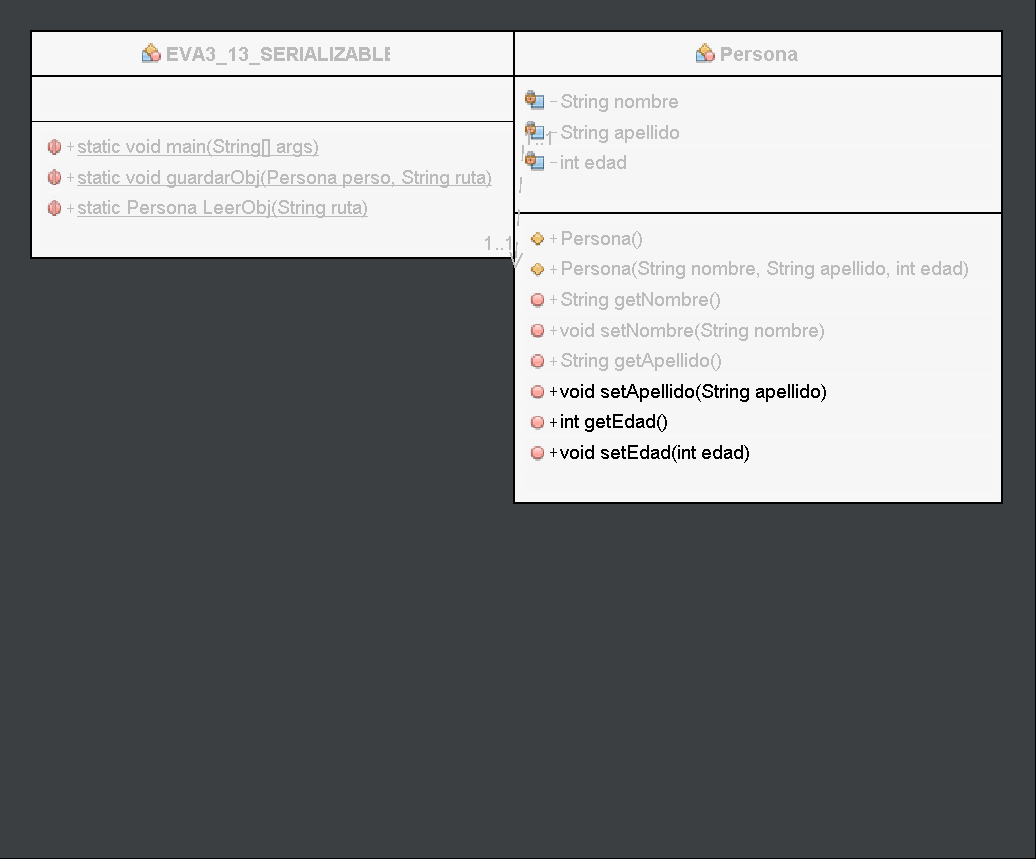 EVA3_13_SERIALIZABLE
+static void main(String[] args)
+static void guardarObj(Persona perso, String ruta)
+static Persona LeerObj(String ruta)
1..1
Persona
-String nombre
-String apellido
1..1
-int edad
+Persona()
+Persona(String nombre, String apellido, int edad)
+String getNombre()
+void setNombre(String nombre)
+String getApellido()
+void setApellido(String apellido)
+int getEdad()
+void setEdad(int edad)